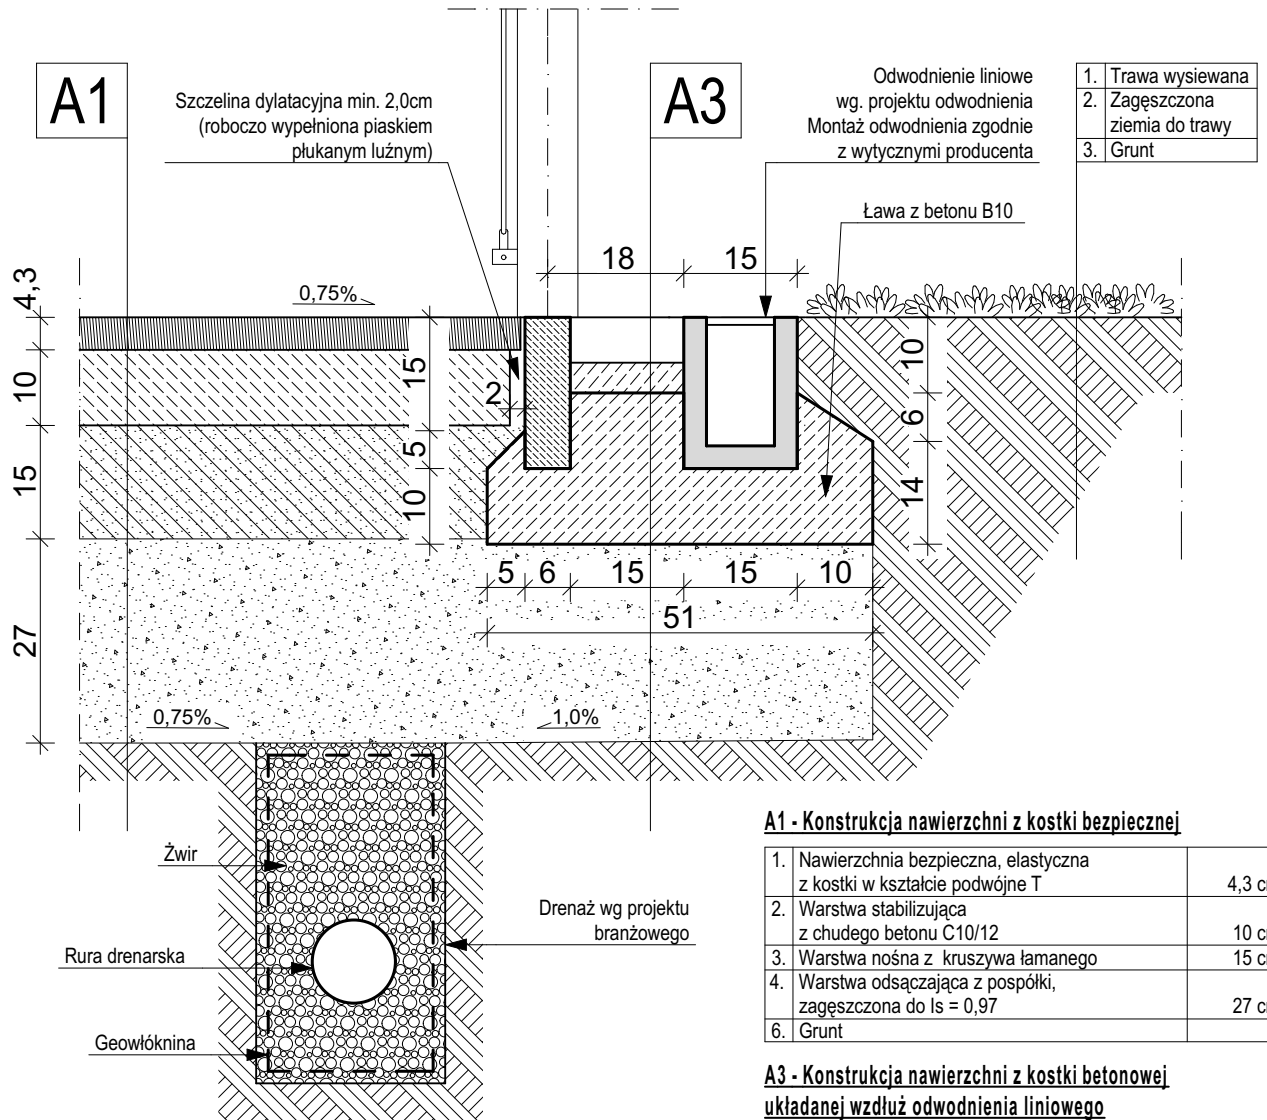 A1
Szczelina dylatacyjna min. 2,0cm
(roboczo wypełniona piaskiem
płukanym luźnym)
A3
Odwodnienie liniowe
wg. projektu odwodnienia
Montaż odwodnienia zgodnie
z wytycznymi producenta
1. Trawa wysiewana
2. Zagęszczona
ziemia do trawy
3. Grunt
Ława z betonu B10
18
15
0,75%
4,3
10
15
27
15
5
10
2
10
6
14
5
6
15
15
10
51
0,75%
1,0%
Żwir
Rura drenarska
Geowłóknina
Drenaż wg projektu
branżowego
A1 - Konstrukcja nawierzchni z kostki bezpiecznej
1. Nawierzchnia bezpieczna, elastyczna
z kostki w kształcie podwójne T 4,3 c
2. Warstwa stabilizująca
z chudego betonu C10/12 10 c
3. Warstwa nośna z kruszywa łamanego 15 c
4. Warstwa odsączająca z pospółki,
zagęszczona do Is = 0,97 27 c
6. Grunt
A3 - Konstrukcja nawierzchni z kostki betonowej
układanej wzdłuż odwodnienia liniowego